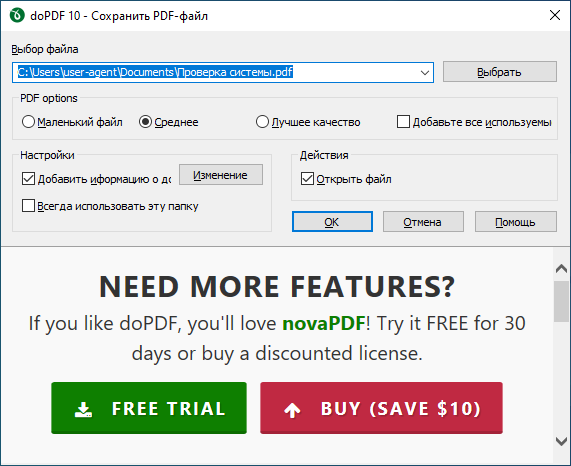 doPDF 10 - Сохранить PDF-файл
Выбор файла
C:\Users\user-agent\Documents\Проверка системы.pdf
Выбрать
PDF options
Маленький файл
Среднее
Лучшее качество
Добавьте все используемы
Настройки
Добавить иформацию о до
Изменение
Всегда использовать эту папку
Действия
Открыть файл
OK
Отмена
Помощь
NEED MORE FEATURES?
If you like doPDF, you'll love novaPDF! Try it FREE for 30
days or buy a discounted license.
FREE TRIAL
BUY (SAVE $10)